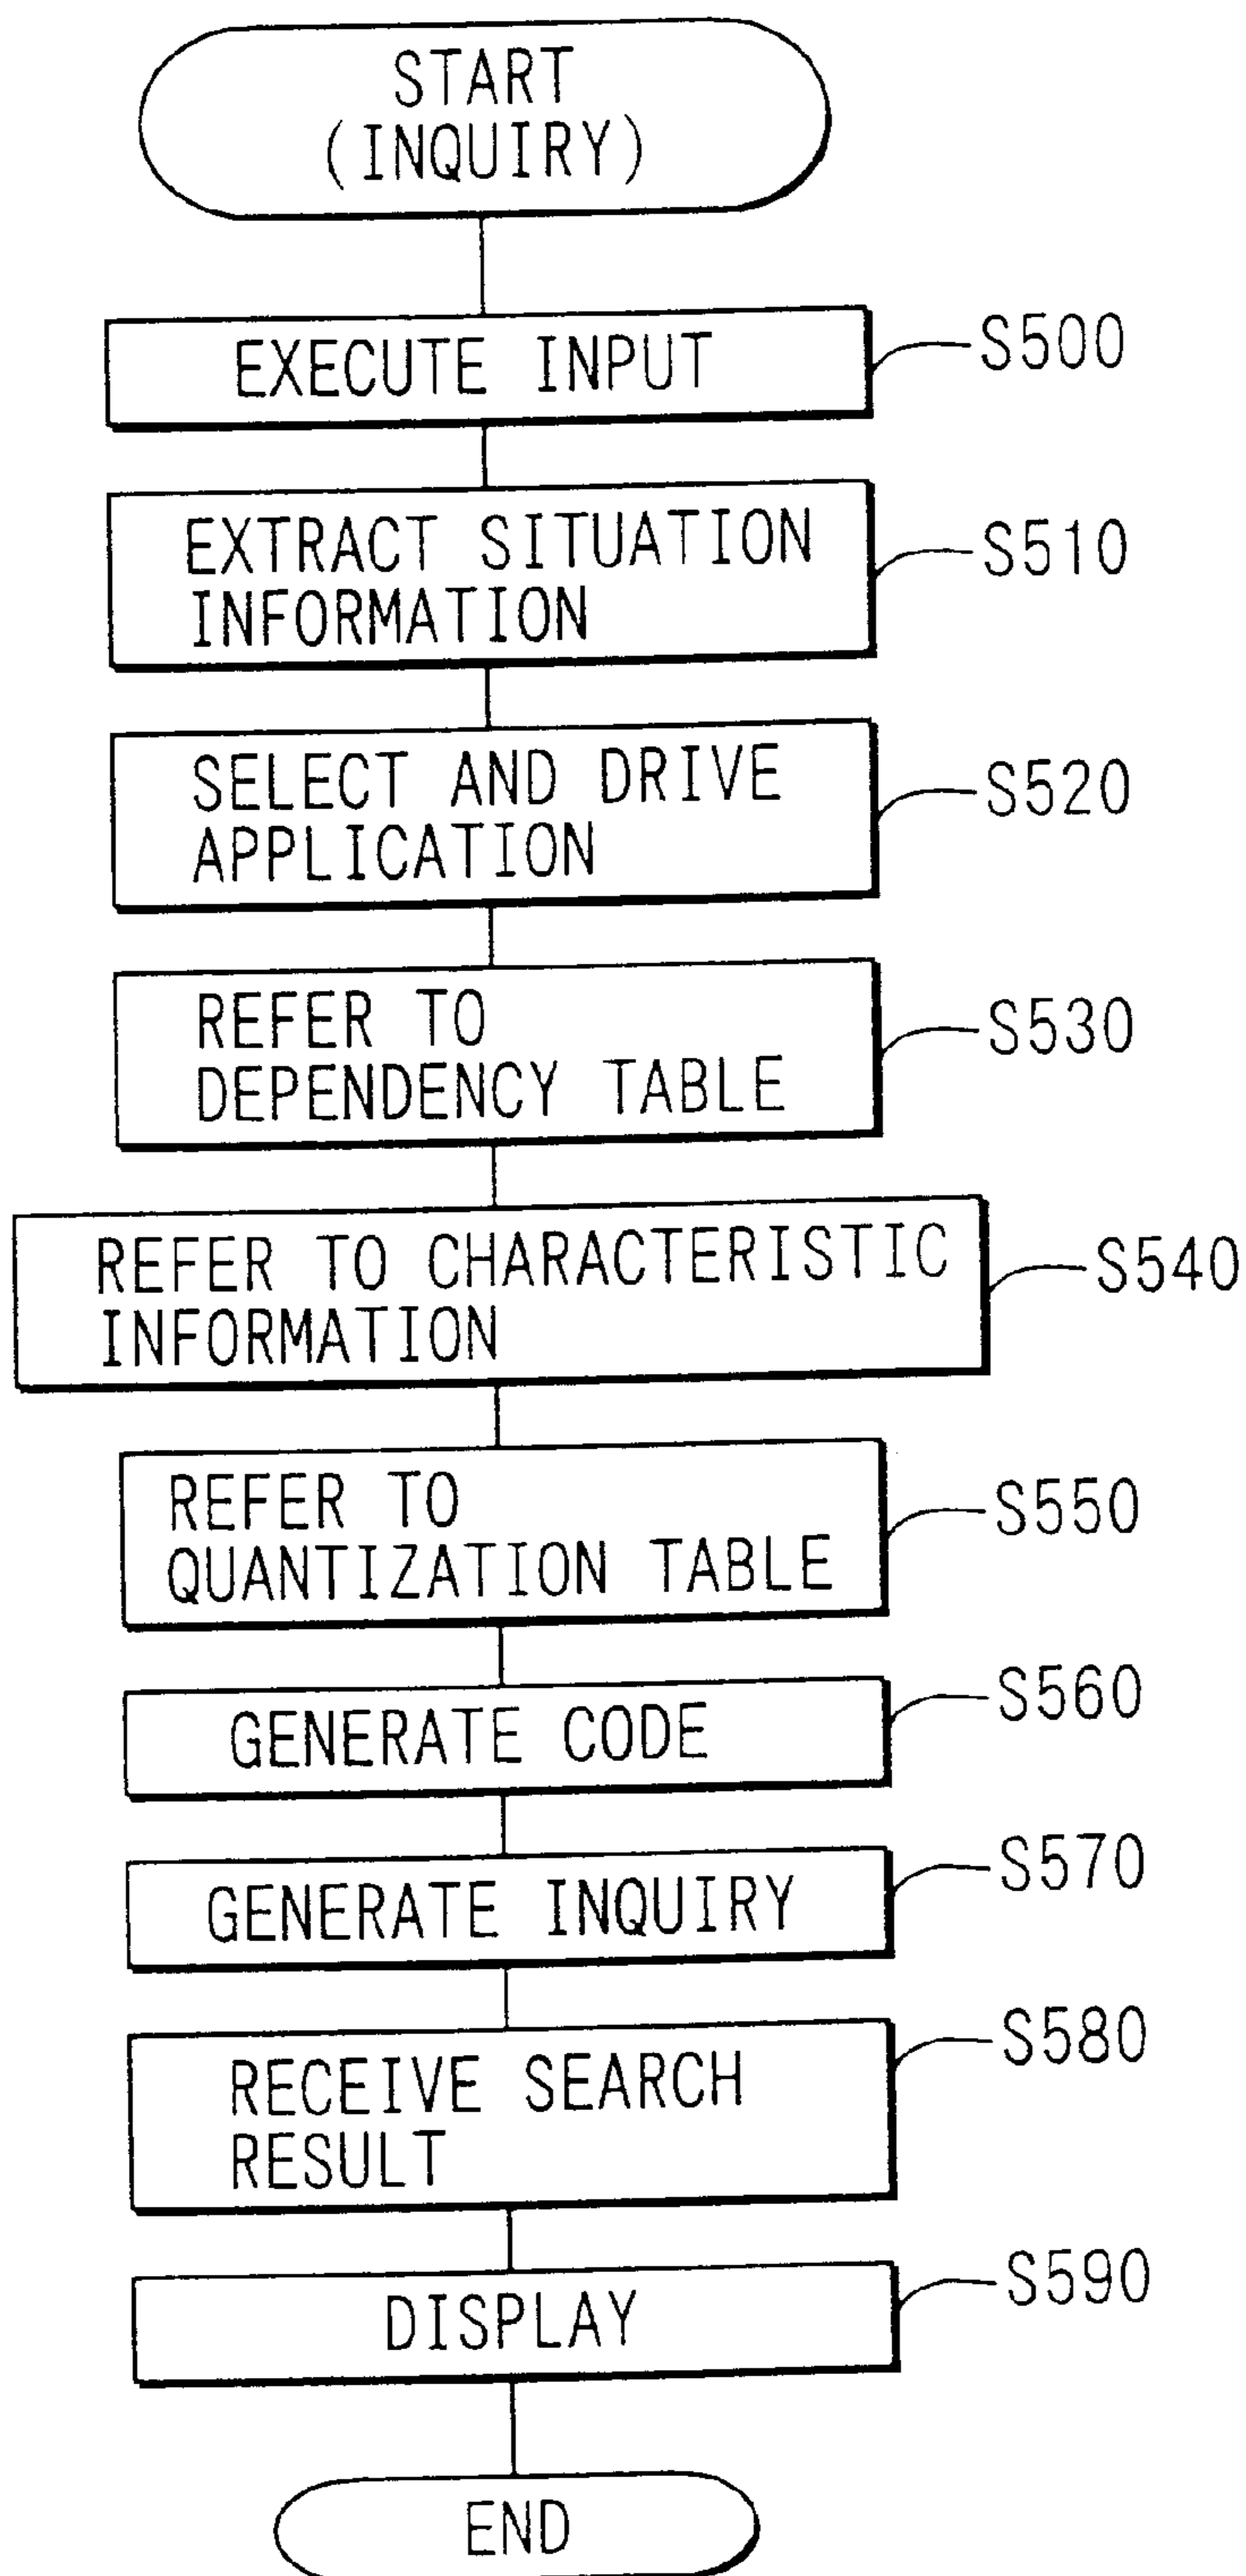 START
(INQUIRY)
EXECUTE INPUT
S500
EXTRACT SITUATION
INFORMATION
S510
SELECT AND DRIVE
APPLICATION
S520
REFER TO
DEPENDENCY TABLE
S530
REFER TO CHARACTERISTIC
INFORMATION
S540
REFER TO
QUANTIZATION TABLE
S550
GENERATE CODE
S560
GENERATE INQUIRY
S570
RECEIVE SEARCH
RESULT
S580
DISPLAY
S590
END